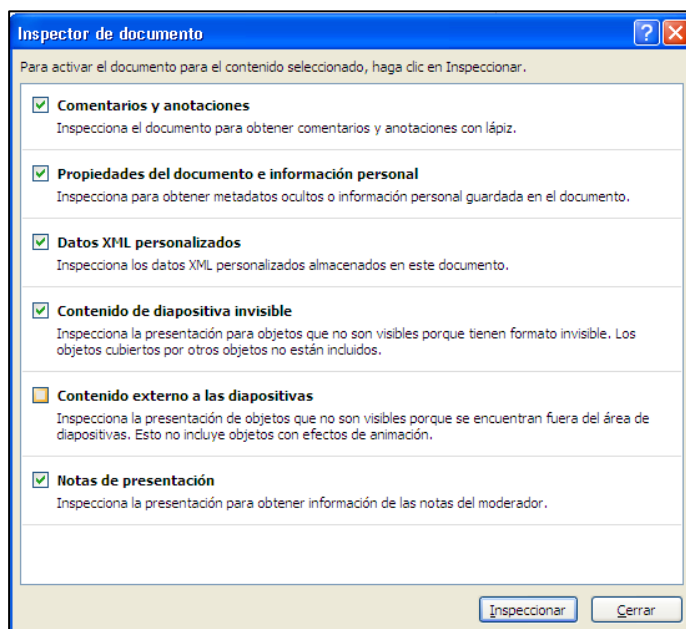 Inspector de documento
Para activar el documento para el contenido seleccionado, haga clic en Inspeccionar.
Comentarios y anotaciones
Inspecciona el documento para obtener comentarios y anotaciones con lápiz.
Propiedades del documento e información personal
Inspecciona para obtener metadatos ocultos o información personal guardada en el documento.
Datos XML personalizados
Inspecciona los datos XML personalizados almacenados en este documento.
Contenido de diapositiva invisible
Inspecciona la presentación para objetos que no son visibles porque tienen formato invisible. Los
objetos cubiertos por otros objetos no están incluidos.
Contenido externo a las diapositivas
Inspecciona la presentación de objetos que no son visibles porque se encuentran fuera del área de
diapositivas. Esto no incluye objetos con efectos de animación.
Notas de presentación
Inspecciona la presentación para obtener información de las notas del moderador.
Inspeccionar Cerrar